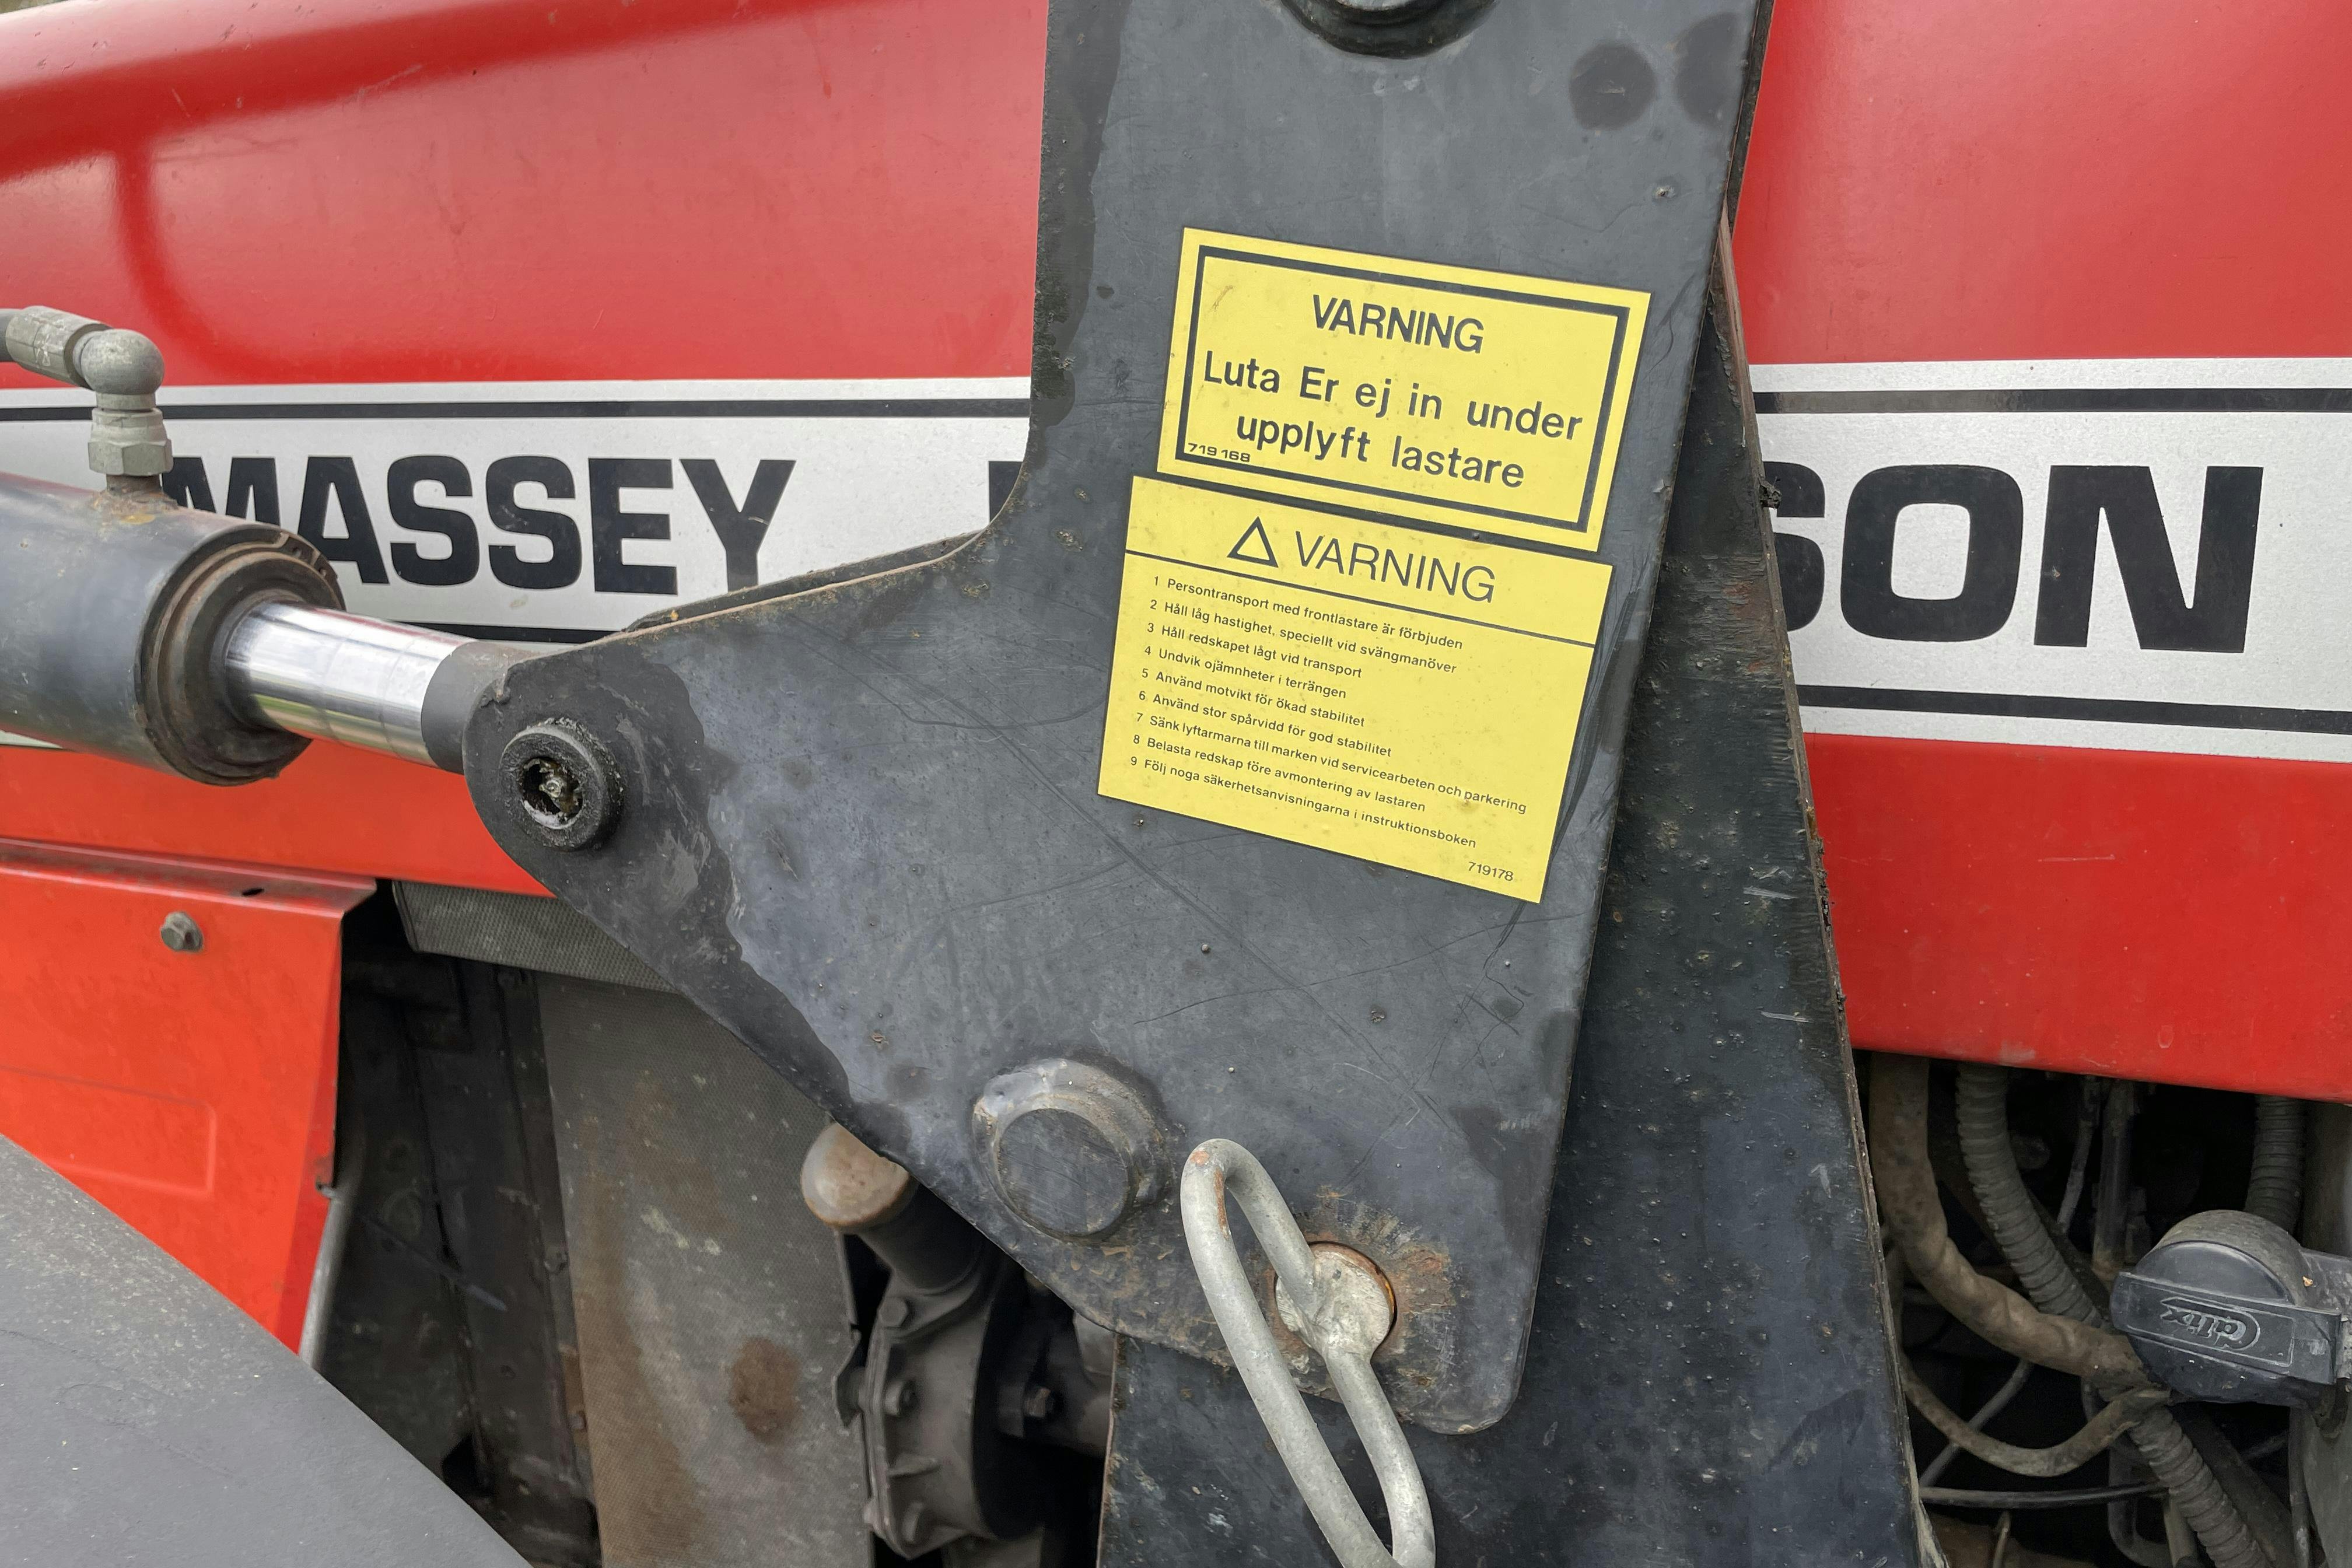 MASSEY
SON
VARNING
Luta Er ej in under
upplyft lastare
719 168
VARNING
1 Persontransport med frontlastare är förbjuden
2 Håll låg hastighet, speciellt vid svängmanöver
3 Håll redskapet lågt vid transport
4 Undvik ojämnheter i terrängen
5 Använd motvikt för ökad stabilitet
6 Använd stor spårvidd för god stabilitet
7 Sänk lyftarmarna till marken vid servicearbeten och parkering
8 Belasta redskap före avmontering av lastaren
9 Följ noga säkerhetsanvisningarna i instruktionsboken
719178
Calix